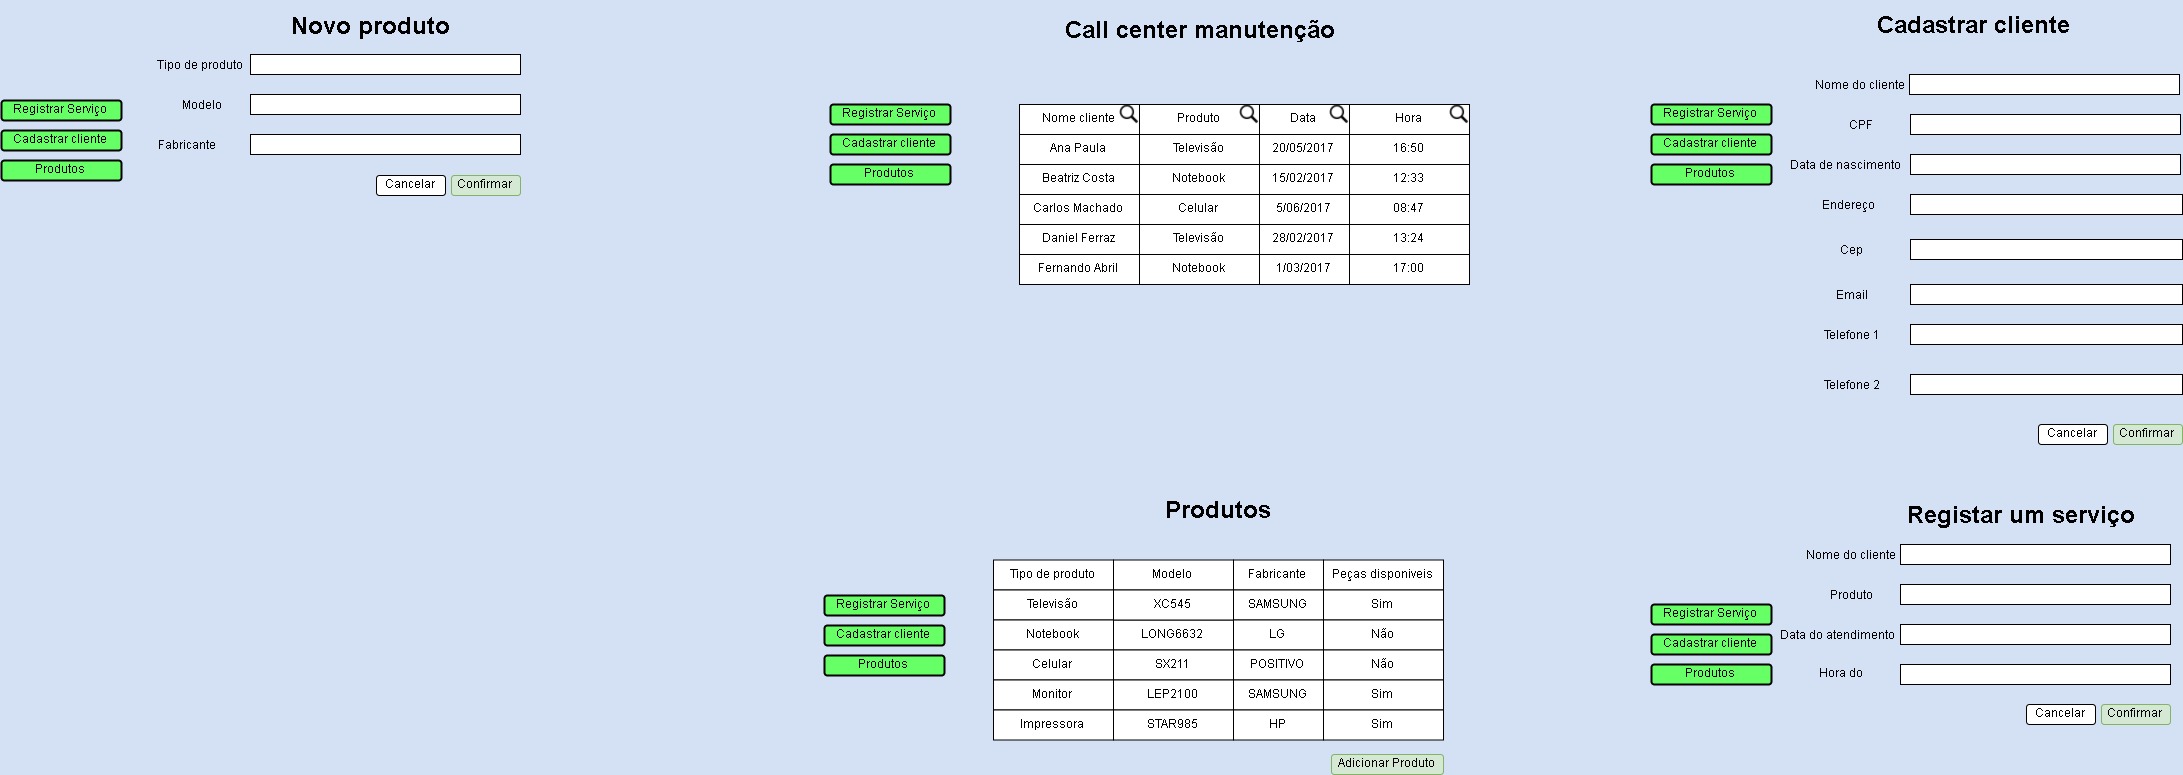 Novo produto
Tipo de produto
Modelo
Fabricante
Registrar Serviço
Cadastrar cliente
Produtos
Cancelar Confirmar
Call center manutenção
Registrar Serviço
Cadastrar cliente
Produtos
Nome cliente Produto Data Hora
Ana Paula Televisão 20/05/2017 16:50
Beatriz Costa Notebook 15/02/2017 12:33
Carlos Machado Celular 5/06/2017 08:47
Daniel Ferraz Televisão 28/02/2017 13:24
Fernando Abril Notebook 1/03/2017 17:00
Cadastrar cliente
Registrar Serviço
Cadastrar cliente
Produtos
Nome do cliente
CPF
Data de nascimento
Endereço
Cep
Email
Telefone 1
Telefone 2
Cancelar Confirmar
Produtos
Registrar Serviço
Cadastrar cliente
Produtos
Tipo de produto Modelo Fabricante Peças disponiveis
Televisão XC545 SAMSUNG Sim
Notebook LONG6632 LG Não
Celular SX211 POSITIVO Não
Monitor LEP2100 SAMSUNG Sim
Impressora STAR985 HP Sim
Adicionar Produto
Registar um serviço
Registrar Serviço
Cadastrar cliente
Produtos
Nome do cliente
Produto
Data do atendimento
Hora do
Cancelar Confirmar